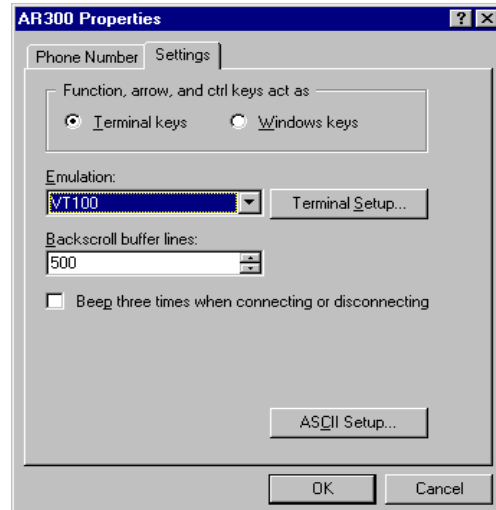 AR300 Properties
Phone Number Settings
Function, arrow, and ctrl keys act as
Terminal keys Windows keys
Emulation:
VT100 Terminal Setup...
Backscroll buffer lines:
500
Beep three times when connecting or disconnecting
ASCII Setup...
OK Cancel